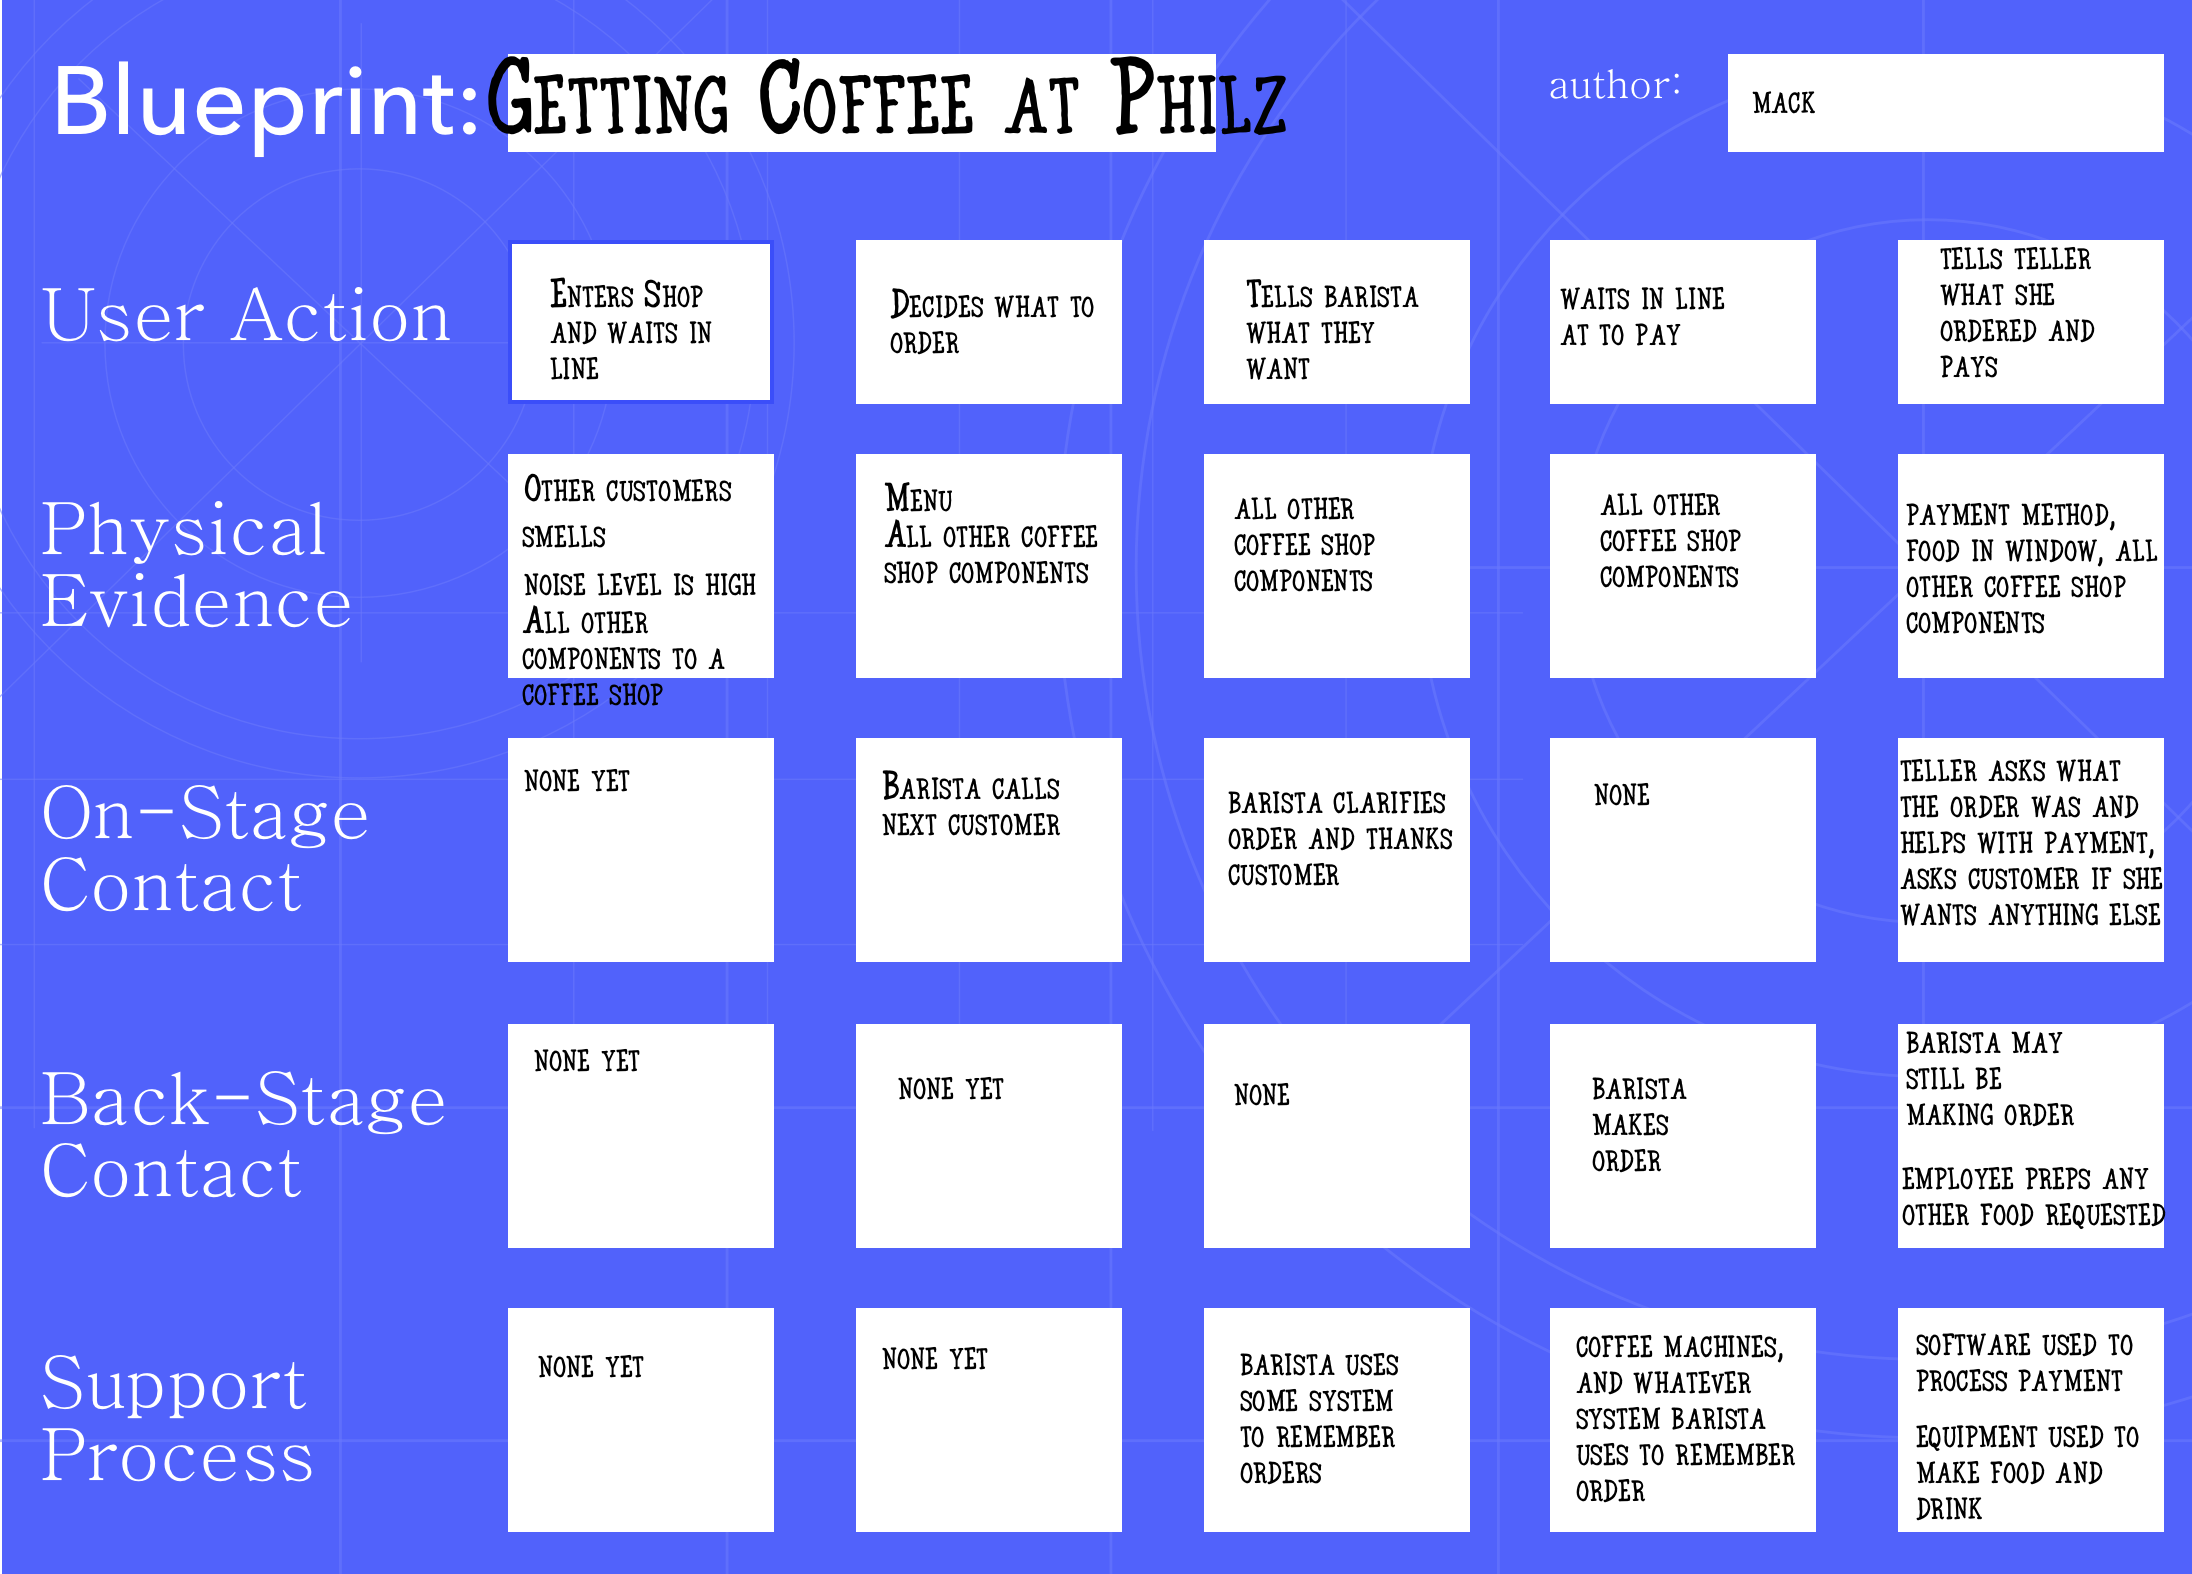 Blueprint: Getting Coffee at Philz
author: mack
User Action
Enters Shop
and waits in
line
Decides what to
order
Tells barista
what they
want
waits in line
at to pay
tells teller
what she
ordered and
pays
Physical
Evidence
Other customers
smells
noise level is high
All other
components to a
coffee shop
Menu
All other coffee
shop components
all other
coffee shop
components
all other
coffee shop
components
payment method,
food in window, all
other coffee shop
components
On-Stage
Contact
none yet
Barista calls
next customer
barista clarifies
order and thanks
customer
none
teller asks what
the order was and
helps with payment,
asks customer if she
wants anything else
Back-Stage
Contact
none yet
none yet
none
barista
makes
order
barista may
still be
making order
employee preps any
other food requested
Support
Process
none yet
none yet
barista uses
some system
to remember
orders
coffee machines,
and whatever
system barista
uses to remember
order
software used to
process payment
equipment used to
make food and
drink